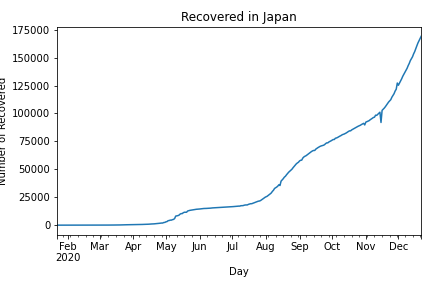 Recovered in Japan
175000
150000
125000
100000
75000
50000
25000
0
Number of Recovered
Feb Mar Apr May Jun Jul Aug Sep Oct Nov Dec
2020
Day